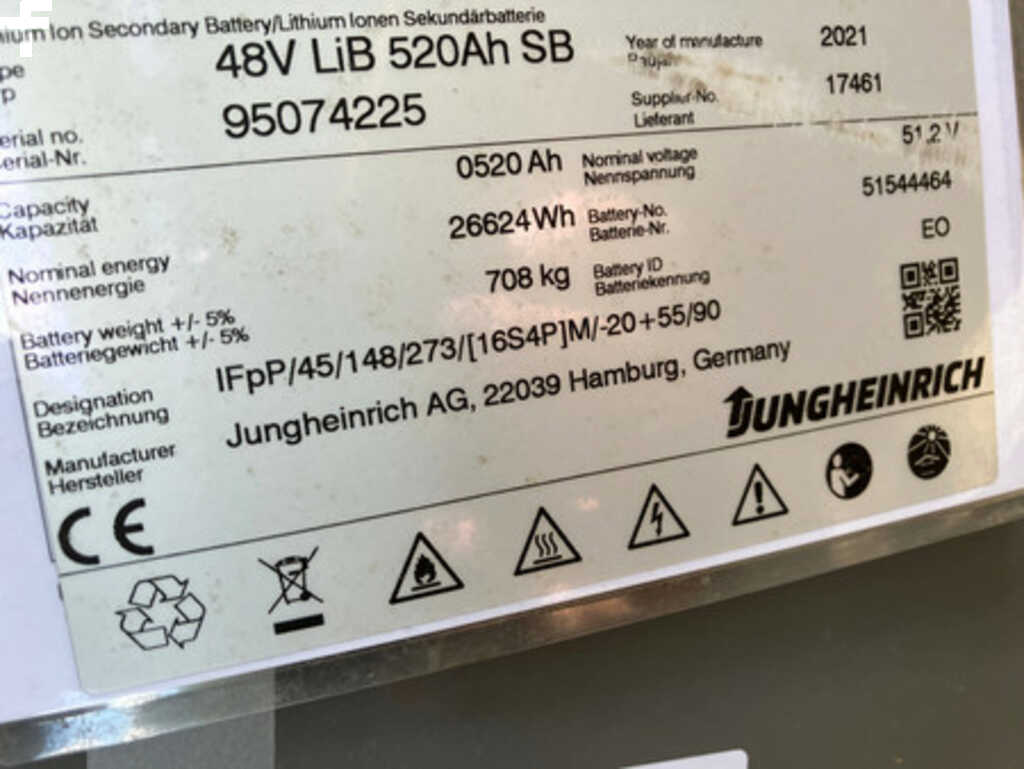 ium Ion Secondary Battery/Lithium Ionen Sekundärbatterie
pe
p
48V LiB 520Ah SB
Year of manufacture
2021
erial no.
erial-Nr.
95074225
Supplier-No.
Lieferant
17461
Capacity
Kapazität
0520 Ah
Nominal voltage
Nennspannung
51,2 V
Nominal energy
Nennenergie
26624Wh
Battery-No.
Batterie-Nr.
51544464
Battery weight +/- 5%
Batteriegewicht +/- 5%
708 kg
Battery ID
Batteriekennung
EO
Designation
Bezeichnung
IFpP/45/148/273/[16S4P]M/-20+55/90
Manufacturer
Hersteller
Jungheinrich AG, 22039 Hamburg, Germany
JUNGHEINRICH
CE